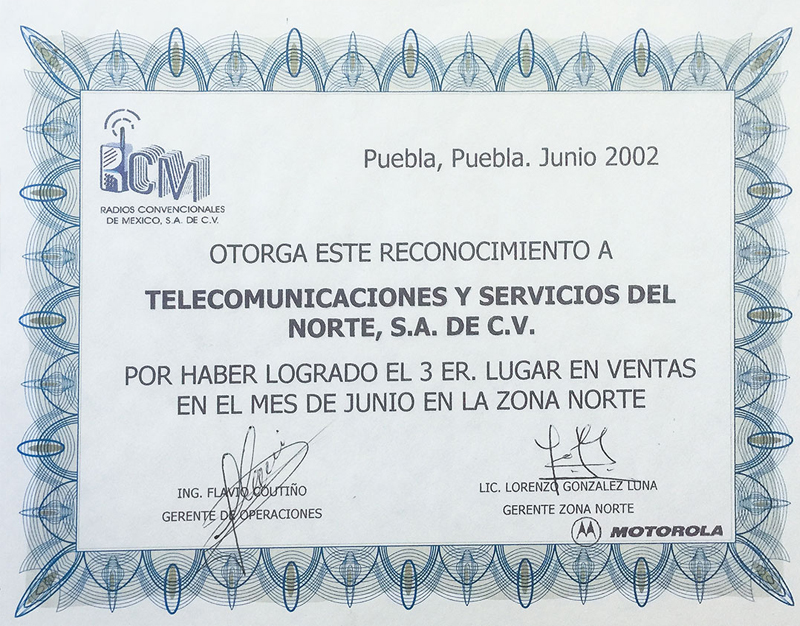 RCM
RADIOS CONVENCIONALES
DE MEXICO, S.A. DE C.V.
Puebla, Puebla. Junio 2002
OTORGA ESTE RECONOCIMIENTO A
TELECOMUNICACIONES Y SERVICIOS DEL
NORTE, S.A. DE C.V.
POR HABER LOGRADO EL 3 ER. LUGAR EN VENTAS
EN EL MES DE JUNIO EN LA ZONA NORTE
ING. FLAVIO COUTIÑO
GERENTE DE OPERACIONES
LIC. LORENZO GONZALEZ LUNA
GERENTE ZONA NORTE
MOTOROLA